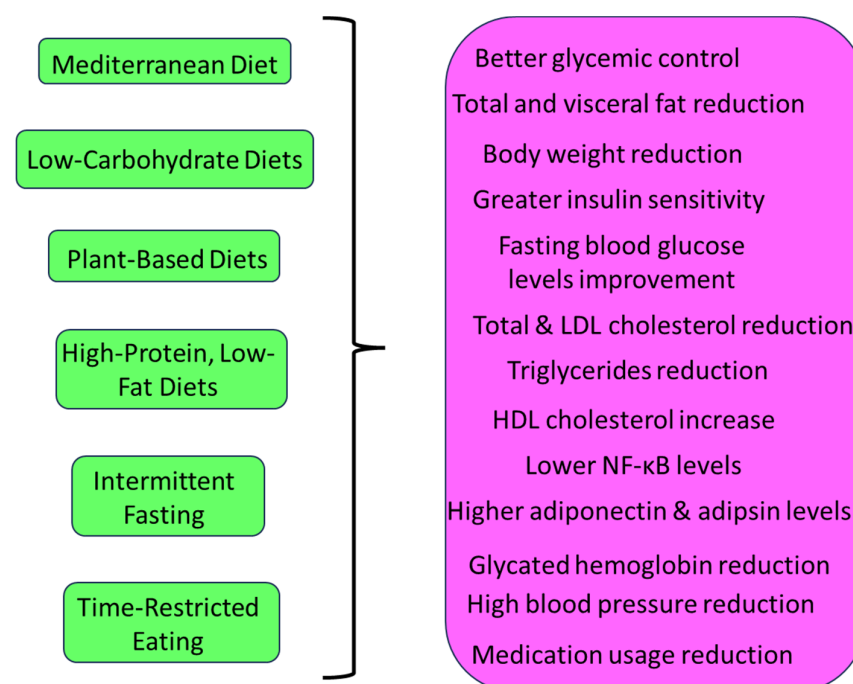 Mediterranean Diet
Low-Carbohydrate Diets
Plant-Based Diets
High-Protein, Low-
Fat Diets
Intermittent
Fasting
Time-Restricted
Eating
Better glycemic control
Total and visceral fat reduction
Body weight reduction
Greater insulin sensitivity
Fasting blood glucose
levels improvement
Total & LDL cholesterol reduction
Triglycerides reduction
HDL cholesterol increase
Lower NF-κB levels
Higher adiponectin & adipsin levels
Glycated hemoglobin reduction
High blood pressure reduction
Medication usage reduction